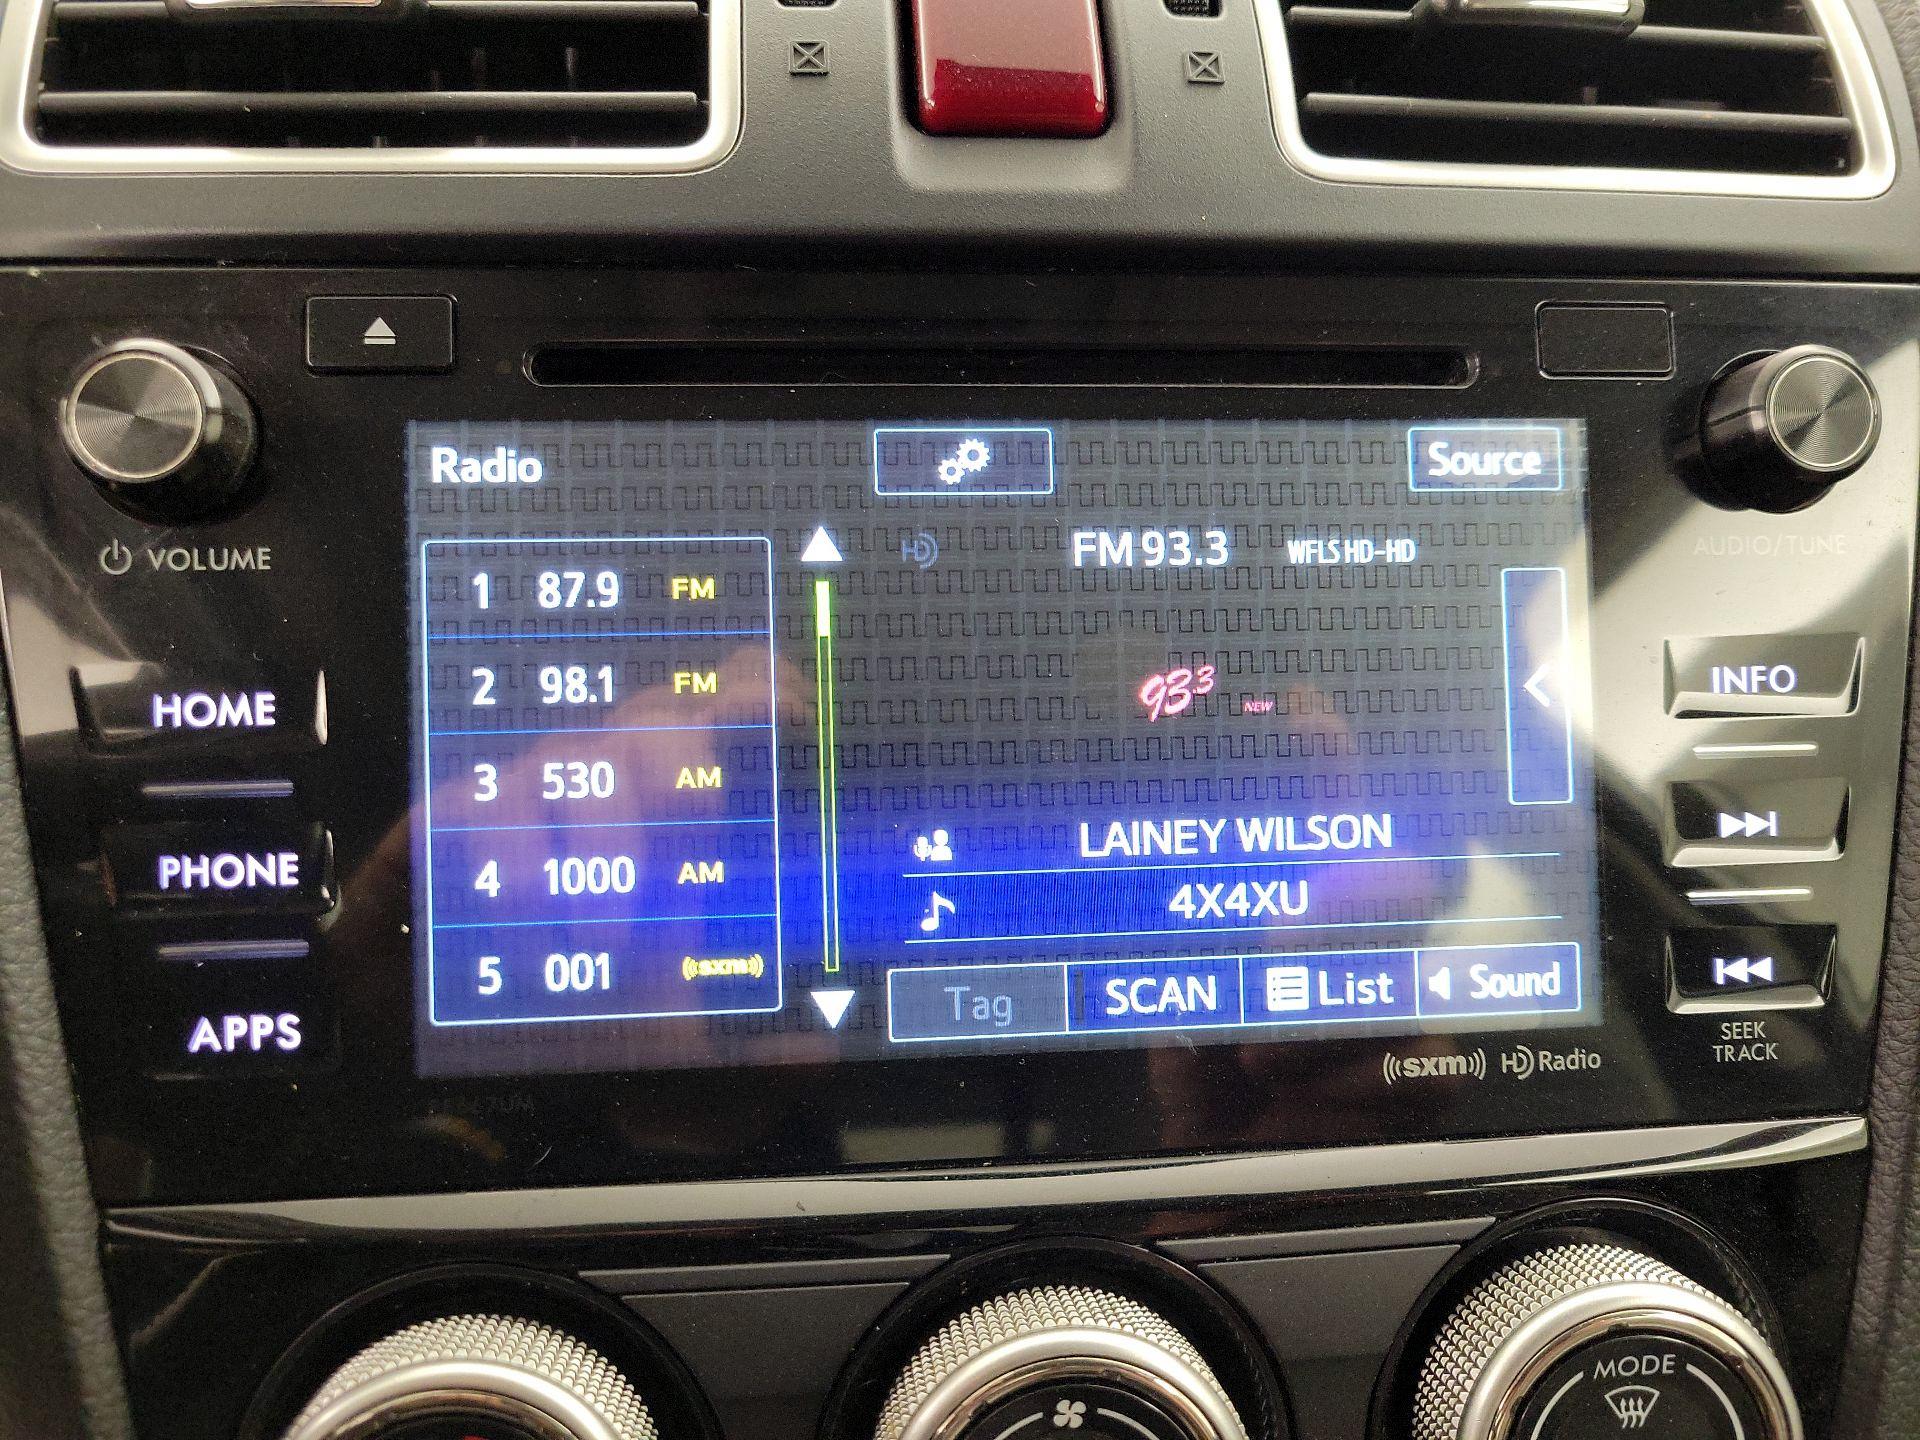 Radio
Source
FM 93.3 WFLS HD-HD
HD
1 87.9 FM
2 98.1 FM
3 530 AM
4 1000 AM
5 001 ((sxm))
93.3 NEW
LAINEY WILSON
4X4XU
Tag SCAN List Sound
VOLUME
HOME
PHONE
APPS
AUDIO/TUNE
INFO
SEEK
TRACK
((sxm)) HD Radio
MODE